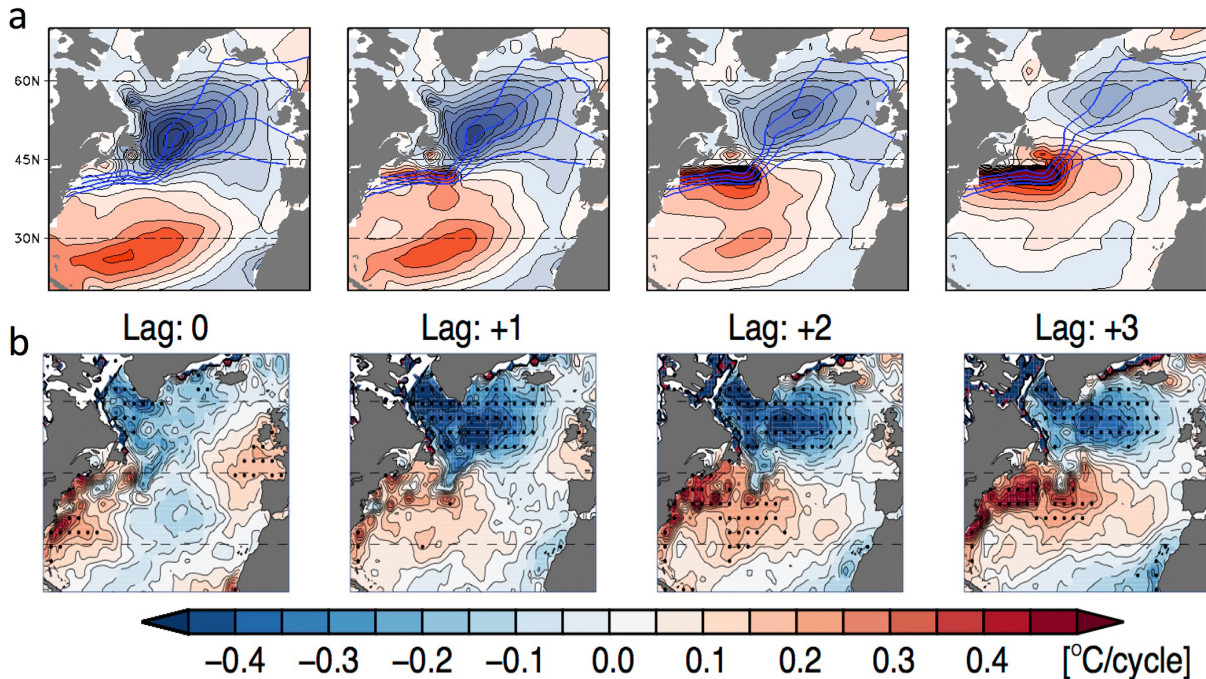 a
60N
45N
30N
Lag: 0 Lag: +1 Lag: +2 Lag: +3
b
−0.4 −0.3 −0.2 −0.1 0.0 0.1 0.2 0.3 0.4 [°C/cycle]